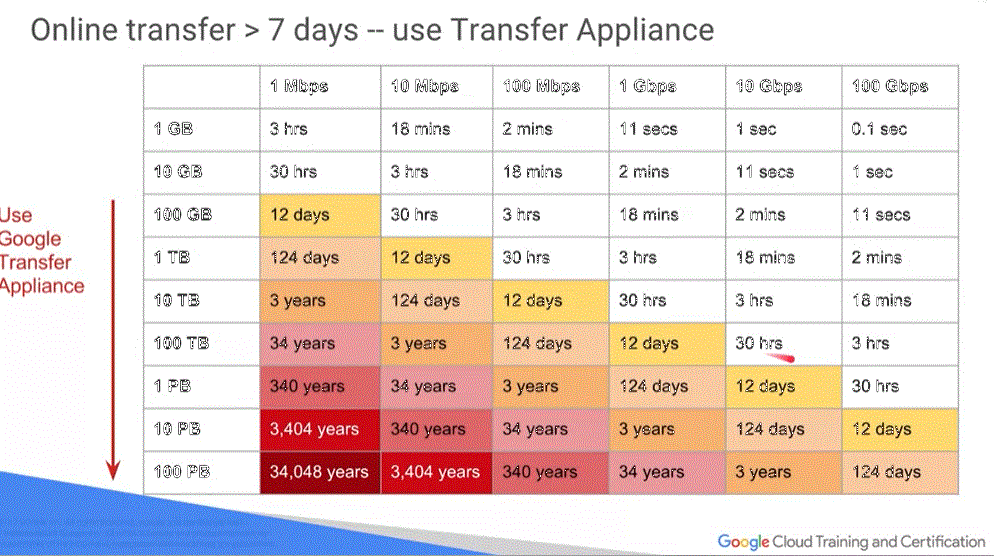 Online transfer > 7 days -- use Transfer Appliance
1 Mbps 10 Mbps 100 Mbps 1 Gbps 10 Gbps 100 Gbps
1 GB 3 hrs 18 mins 2 mins 11 secs 1 sec 0.1 sec
10 GB 30 hrs 3 hrs 18 mins 2 mins 11 secs 1 sec
100 GB 12 days 30 hrs 3 hrs 18 mins 2 mins 11 secs
1 TB 124 days 12 days 30 hrs 3 hrs 18 mins 2 mins
10 TB 3 years 124 days 12 days 30 hrs 3 hrs 18 mins
100 TB 34 years 3 years 124 days 12 days 30 hrs 3 hrs
1 PB 340 years 34 years 3 years 124 days 12 days 30 hrs
10 PB 3,404 years 340 years 34 years 3 years 124 days 12 days
100 PB 34,048 years 3,404 years 340 years 34 years 3 years 124 days
Use
Google
Transfer
Appliance
Google Cloud Training and Certification